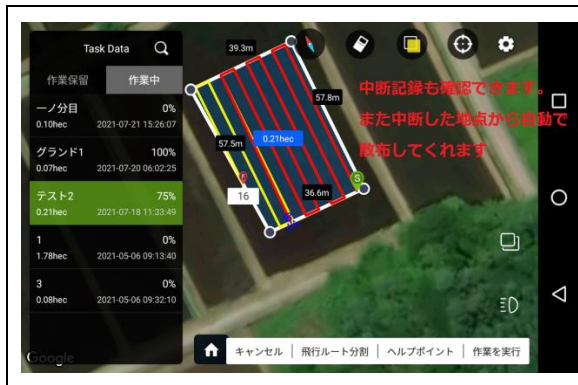 Task Data
作業保留
作業中
一ノ分目 0%
0.10hec 2021-07-21 15:26:07
グランド1 100%
0.07hec 2021-07-20 06:02:25
テスト2 75%
0.21hec 2021-07-18 11:33:49
1 0%
1.78hec 2021-05-06 09:13:40
3 0%
0.08hec 2021-05-06 09:32:10
Google
39.3m
57.8m
57.5m
0.21hec
36.6m
16
S
中断記録も確認できます。
また中断した地点から自動で
散布してくれます
キャンセル | 飛行ルート分割 | ヘルプポイント | 作業を実行